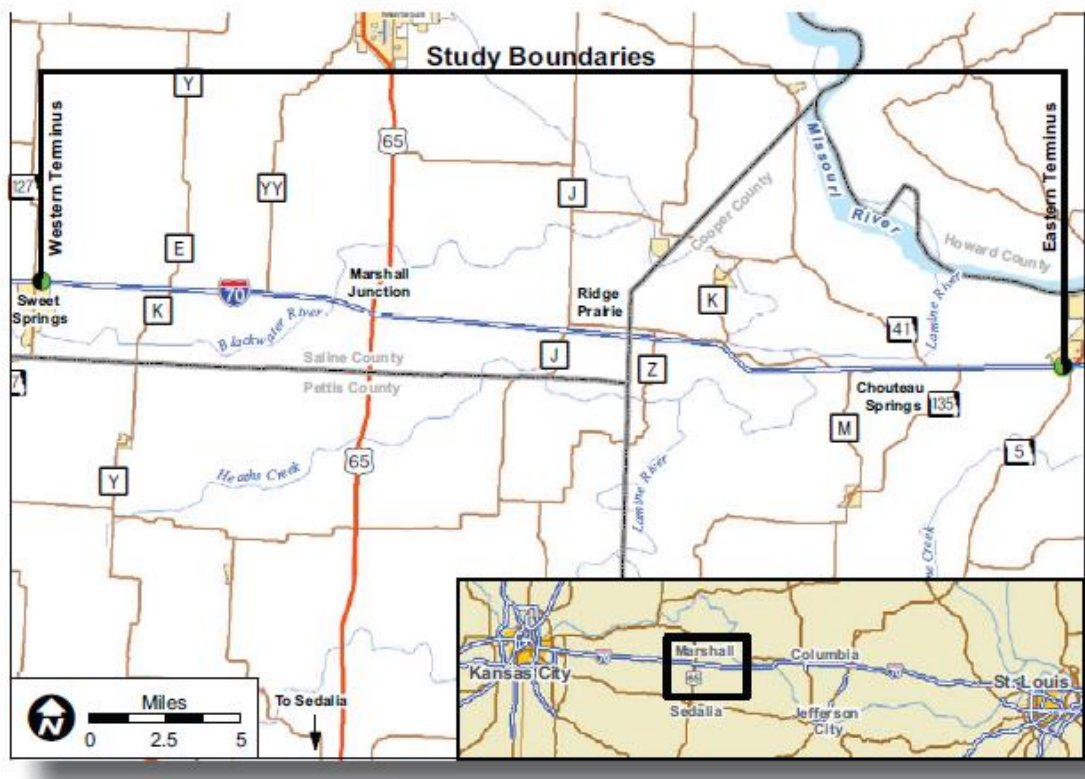 Study Boundaries
Western Terminus
Eastern Terminus
Y
65
127
YY
J
Missouri
River
Cooper County
Howard County
E
Sweet
Springs
K
70
Marshall
Junction
Ridge
Prairie
K
41
Lamine River
Blackwater River
J
Z
Saline County
Pettis County
Chouteau
Springs
135
M
5
65
Y
Heaths Creek
Lamine River
To Sedalia
N
Miles
0 2.5 5
Kansas City
70
Marshall
65
Sedalia
Columbia
Jefferson
City
70
St. Louis